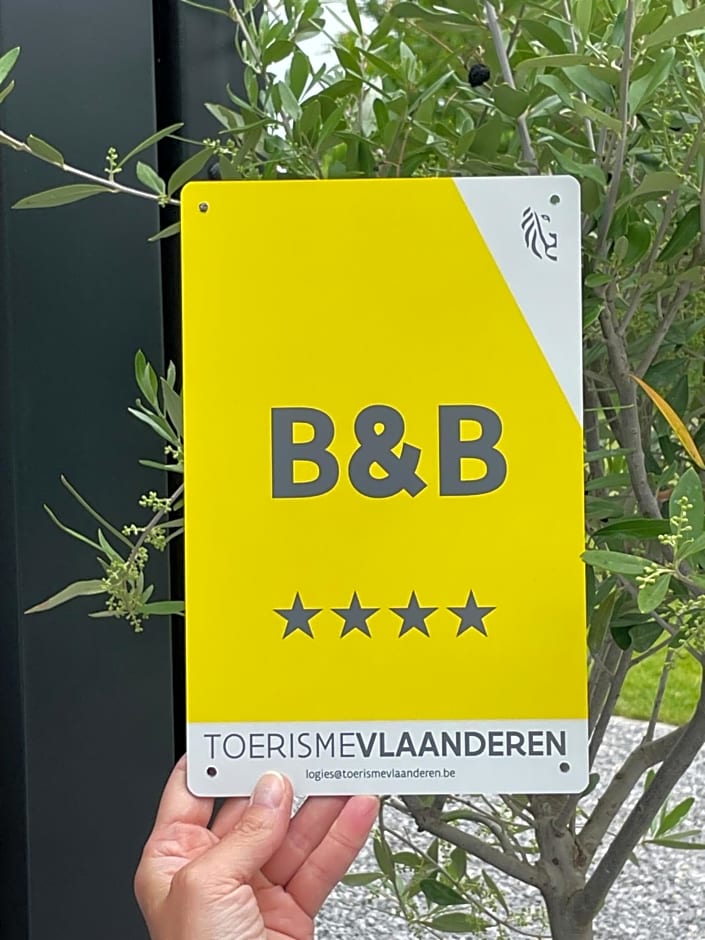 B&B
★★★★
TOERISMEVLAANDEREN
logies@toerismevlaanderen.be